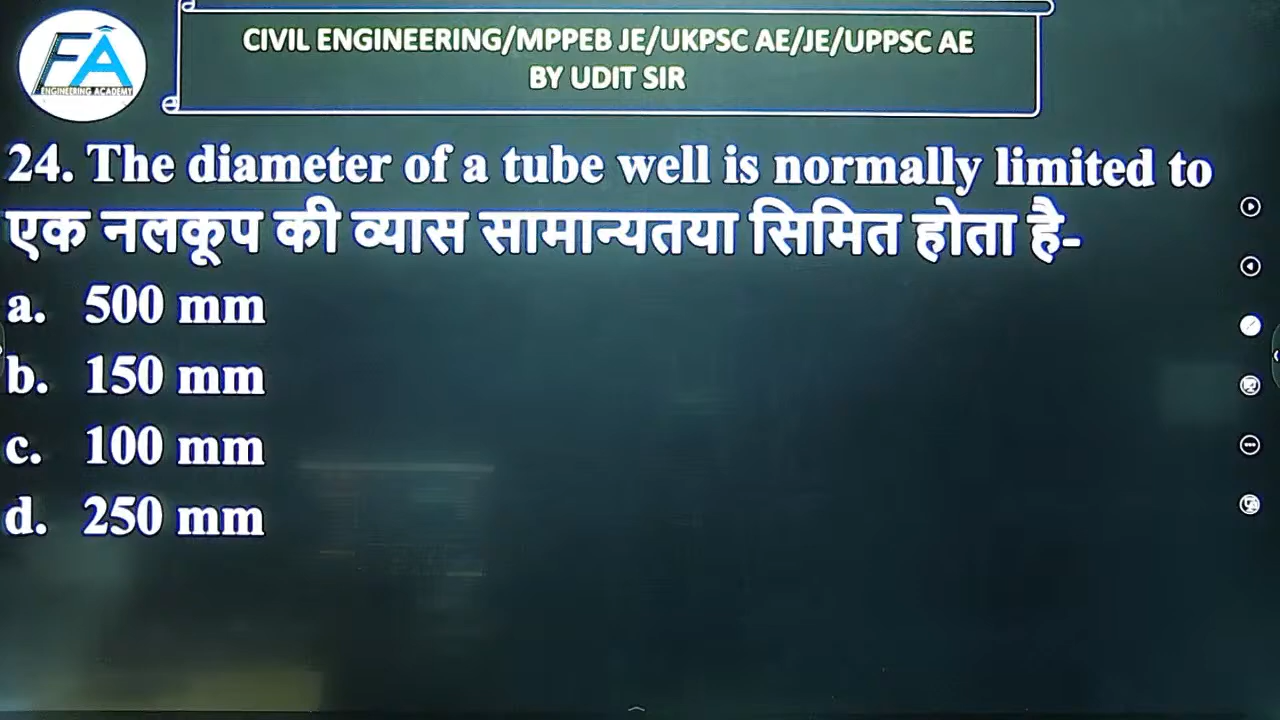 FA
ENGINEERING ACADEMY
CIVIL ENGINEERING/MPPEB JE/UKPSC AE/JE/UPPSC AE
BY UDIT SIR
24. The diameter of a tube well is normally limited to
एक नलकूप की व्यास सामान्यतया सिमित होता है-
a. 500 mm
b. 150 mm
c. 100 mm
d. 250 mm